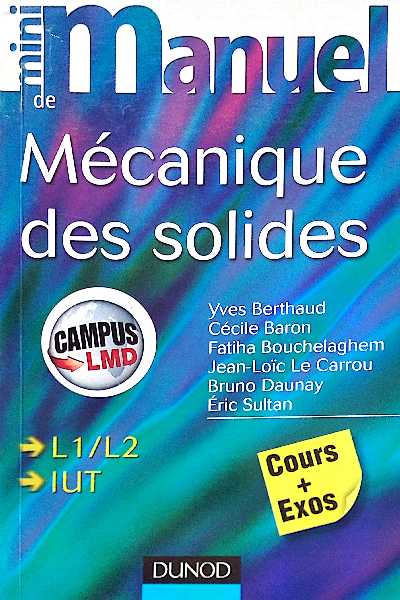 mini
manuel
de
Mécanique
des solides
Yves Berthaud
Cécile Baron
Fatiha Bouchelaghem
Jean-Loïc Le Carrou
Bruno Daunay
Éric Sultan
CAMPUS
LMD
L1/L2
IUT
Cours
+
Exos
DUNOD